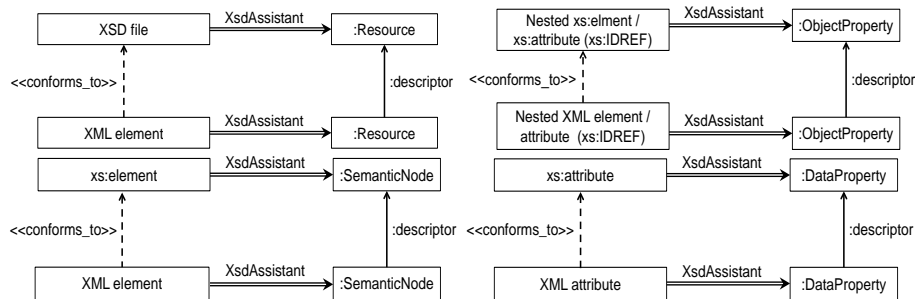 XSD file
XsdAssistant
:Resource
<<conforms_to>>
:descriptor
XML element
XsdAssistant
:Resource
xs:element
XsdAssistant
:SemanticNode
<<conforms_to>>
:descriptor
XML element
XsdAssistant
:SemanticNode
Nested xs:elment /
xs:attribute (xs:IDREF)
XsdAssistant
:ObjectProperty
<<conforms_to>>
:descriptor
Nested XML element /
attribute (xs:IDREF)
XsdAssistant
:ObjectProperty
xs:attribute
XsdAssistant
:DataProperty
<<conforms_to>>
:descriptor
XML attribute
XsdAssistant
:DataProperty